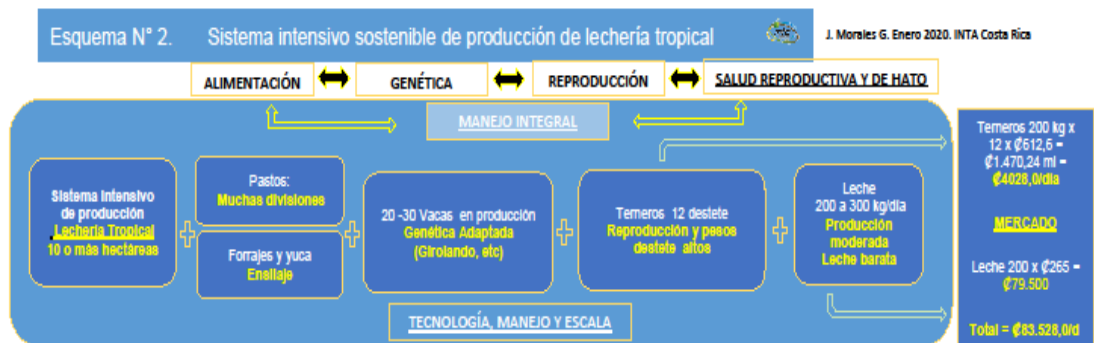 Esquema N° 2. Sistema intensivo sostenible de producción de lechería tropical
J. Morales G. Enero 2020. INTA Costa Rica
ALIMENTACIÓN
GENÉTICA
REPRODUCCIÓN
SALUD REPRODUCTIVA Y DE HATO
MANEJO INTEGRAL
Sistema intensivo
de producción
Lechería Tropical
10 o más hectáreas
Pastos:
Muchas divisiones
Forrajes y yuca
Ensilaje
20 -30 Vacas en producción
Genética Adaptada
(Girolando, etc)
Terneros 12 destete
Reproducción y pesos
destete altos
Leche
200 a 300 kg/dia
Producción
moderada
Leche barata
Terneros 200 kg x
12 x ₡612,6 =
₡1.470,24 ml =
₡4028,0/dia
MERCADO
Leche 200 x ₡265 =
₡79.500
Total = ₡83.528,0/d
TECNOLOGÍA, MANEJO Y ESCALA